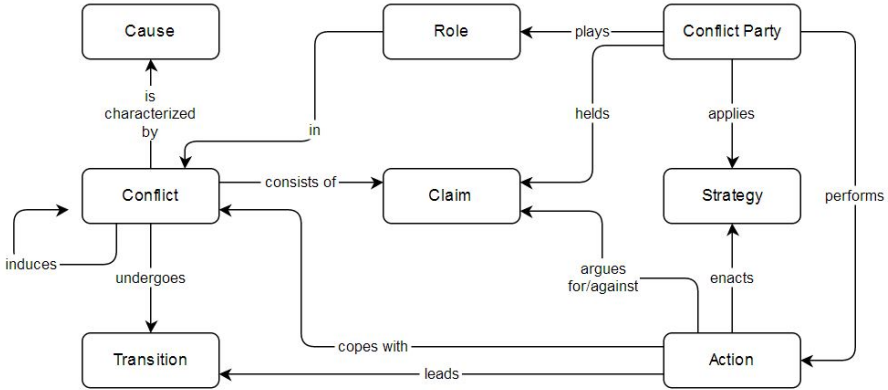 Cause
Role
plays
Conflict Party
is
characterized
by
in
helds
applies
Conflict
consists of
Claim
Strategy
performs
induces
undergoes
argues
for/against
enacts
Transition
copes with
leads
Action